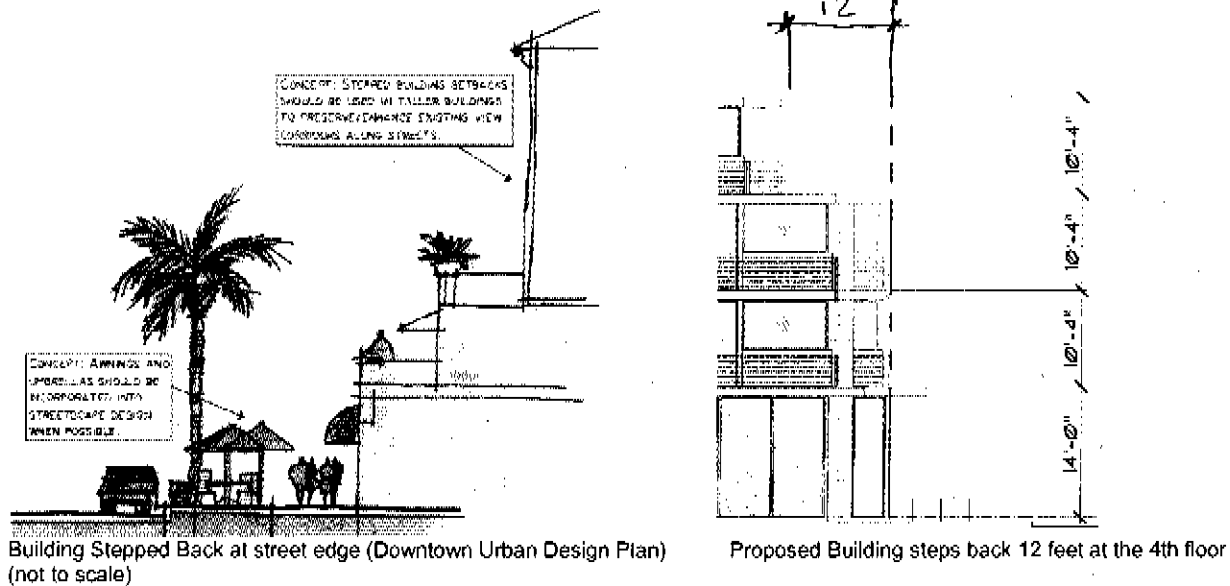 CONCEPT: STEPPED BUILDING SETBACKS
SHOULD BE USED IN TALLER BUILDINGS
TO PRESERVE/ENHANCE EXISTING VIEW
CORRIDORS ALONG STREETS.
CONCEPT: AWNINGS AND
UMBRELLAS SHOULD BE
INCORPORATED INTO
STREETSCAPE DESIGN
WHEN POSSIBLE.
Building Stepped Back at street edge (Downtown Urban Design Plan)
(not to scale)
12
10'-4"
10'-4"
10'-4"
14'-0"
Proposed Building steps back 12 feet at the 4th floor